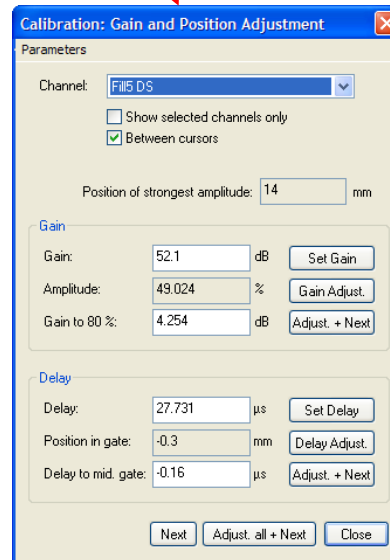 Calibration: Gain and Position Adjustment
Parameters
Channel: Fill5 DS
Show selected channels only
Between cursors
Position of strongest amplitude: 14 mm
Gain
Gain: 52.1 dB Set Gain
Amplitude: 49.024 % Gain Adjust.
Gain to 80 %: 4.254 dB Adjust. + Next
Delay
Delay: 27.731 µs Set Delay
Position in gate: -0.3 mm Delay Adjust.
Delay to mid. gate: -0.16 µs Adjust. + Next
Next Adjust. all + Next Close